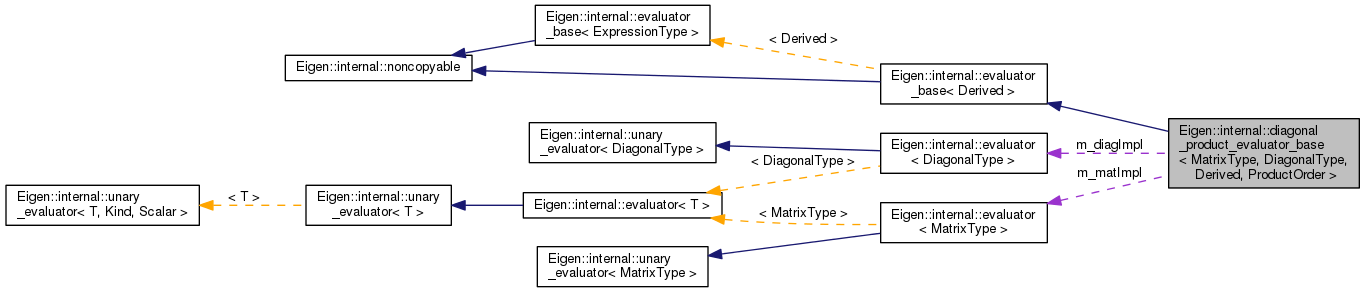 Eigen::internal::evaluator
_base< ExpressionType >
< Derived >
Eigen::internal::noncopyable
Eigen::internal::evaluator
_base< Derived >
Eigen::internal::unary
_evaluator< DiagonalType >
Eigen::internal::evaluator
< DiagonalType >
Eigen::internal::diagonal
_product_evaluator_base
< MatrixType, DiagonalType,
Derived, ProductOrder >
m_diagImpl
< DiagonalType >
m_matImpl
Eigen::internal::unary
_evaluator< T, Kind, Scalar >
< T >
Eigen::internal::unary
_evaluator< T >
Eigen::internal::evaluator< T >
< MatrixType >
Eigen::internal::evaluator
< MatrixType >
Eigen::internal::unary
_evaluator< MatrixType >